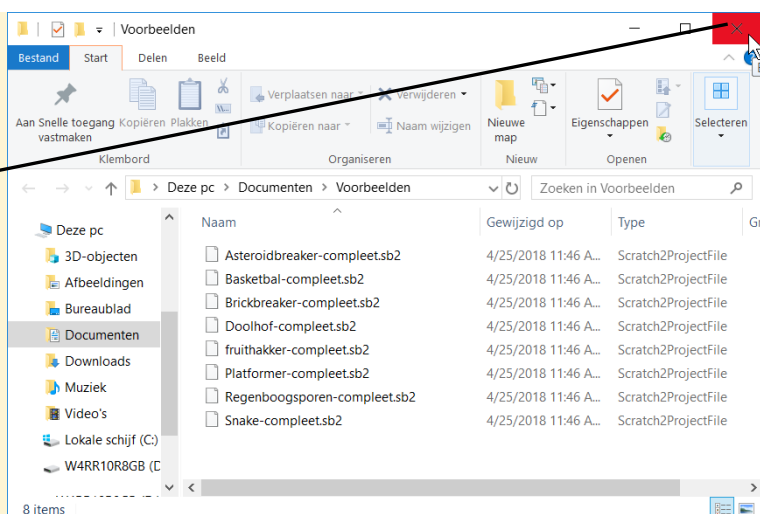 Voorbeelden
Bestand Start Delen Beeld
Aan Snelle toegang vastmaken Kopiëren Plakken
Verplaatsen naar Verwijderen
Kopiëren naar Naam wijzigen
Nieuwe map
Eigenschappen
Selecteren
Klembord Organiseren Nieuw Openen
Deze pc > Documenten > Voorbeelden
Zoeken in Voorbeelden
Naam Gewijzigd op Type
Deze pc
3D-objecten
Afbeeldingen
Bureaublad
Documenten
Downloads
Muziek
Video's
Lokale schijf (C:)
W4RR10R8GB (D
Asteroidbreaker-compleet.sb2 4/25/2018 11:46 A... Scratch2ProjectFile
Basketbal-compleet.sb2 4/25/2018 11:46 A... Scratch2ProjectFile
Brickbreaker-compleet.sb2 4/25/2018 11:46 A... Scratch2ProjectFile
Doolhof-compleet.sb2 4/25/2018 11:46 A... Scratch2ProjectFile
fruithakker-compleet.sb2 4/25/2018 11:46 A... Scratch2ProjectFile
Platformer-compleet.sb2 4/25/2018 11:46 A... Scratch2ProjectFile
Regenboogsporen-compleet.sb2 4/25/2018 11:46 A... Scratch2ProjectFile
Snake-compleet.sb2 4/25/2018 11:46 A... Scratch2ProjectFile
8 items